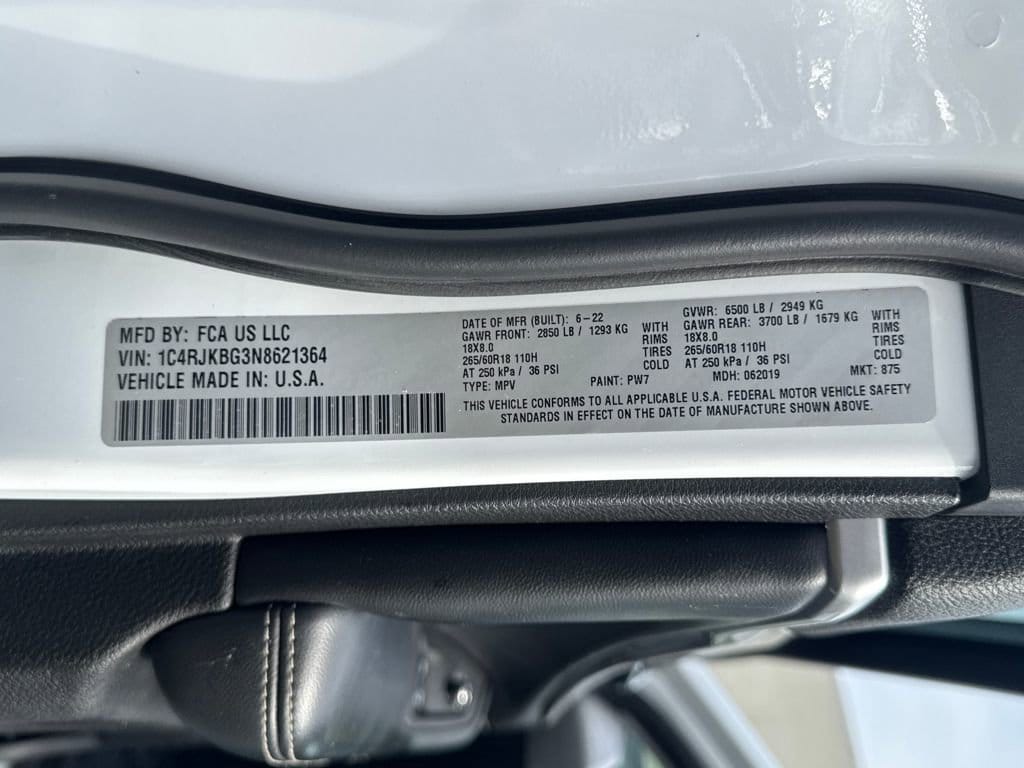 MFD BY: FCA US LLC
VIN: 1C4RJKBG3N8621364
VEHICLE MADE IN: U.S.A.
DATE OF MFR (BUILT): 6-22
GAWR FRONT: 2850 LB / 1293 KG WITH
18X8.0 RIMS
265/60R18 110H TIRES
AT 250 kPa / 36 PSI COLD
TYPE: MPV PAINT: PW7
GVWR: 6500 LB / 2949 KG
GAWR REAR: 3700 LB / 1679 KG WITH
18X8.0 RIMS
265/60R18 110H TIRES
AT 250 kPa / 36 PSI COLD
MDH: 062019 MKT: 875
THIS VEHICLE CONFORMS TO ALL APPLICABLE U.S.A. FEDERAL MOTOR VEHICLE SAFETY
STANDARDS IN EFFECT ON THE DATE OF MANUFACTURE SHOWN ABOVE.